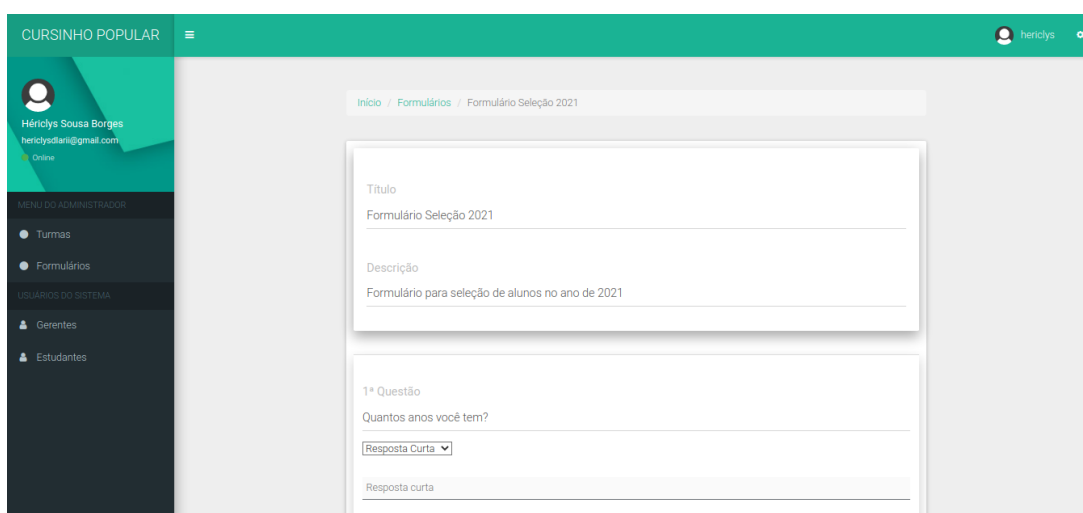 CURSINHO POPULAR
hericlys
Hériclys Sousa Borges
hericlysdlarii@gmail.com
Online
MENU DO ADMINISTRADOR
Turmas
Formulários
USUÁRIOS DO SISTEMA
Gerentes
Estudantes
Início / Formulários / Formulário Seleção 2021
Título
Formulário Seleção 2021
Descrição
Formulário para seleção de alunos no ano de 2021
1ª Questão
Quantos anos você tem?
Resposta Curta
Resposta curta